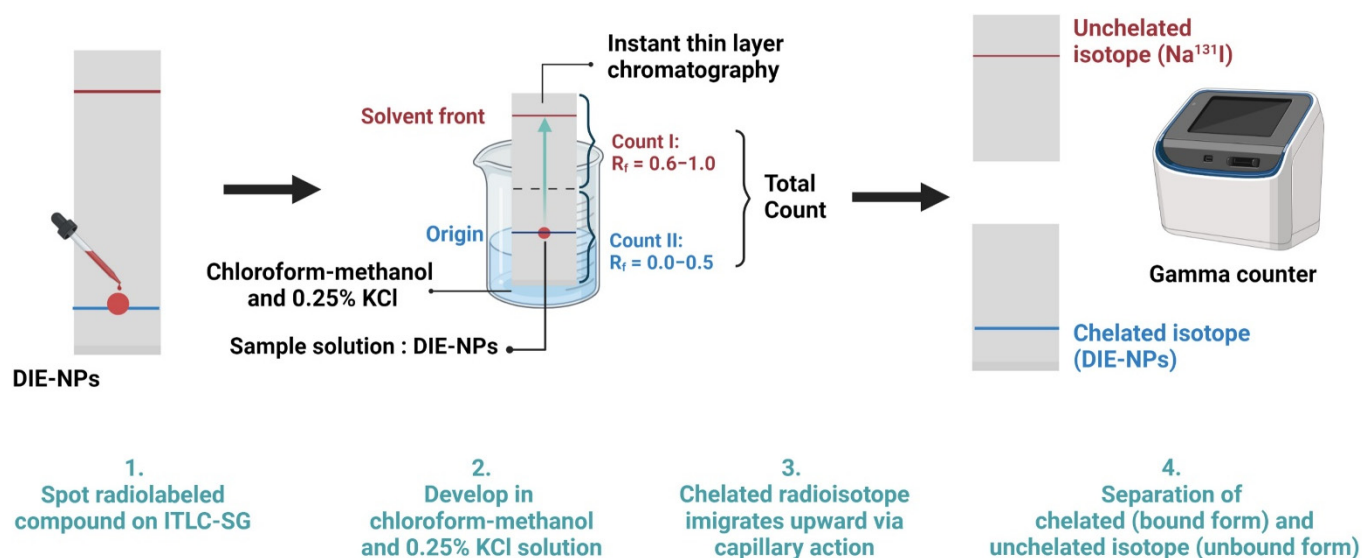 DIE-NPs
Instant thin layer
chromatography
Solvent front
Count I:
R_f = 0.6–1.0
Total
Count
Origin
Count II:
R_f = 0.0–0.5
Chloroform-methanol
and 0.25% KCl
Sample solution : DIE-NPs
Unchelated
isotope (Na¹³¹I)
Gamma counter
Chelated isotope
(DIE-NPs)
1.
Spot radiolabeled
compound on ITLC-SG
2.
Develop in
chloroform-methanol
and 0.25% KCl solution
3.
Chelated radioisotope
imigrates upward via
capillary action
4.
Separation of
chelated (bound form) and
unchelated isotope (unbound form)